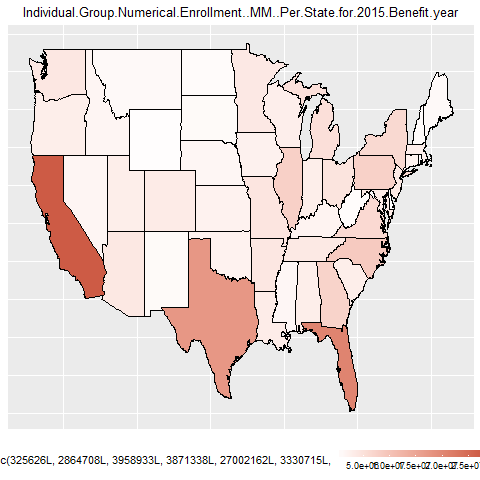 Individual.Group.Numerical.Enrollment..MM..Per.State.for.2015.Benefit.year
c(325626L, 2864708L, 3958933L, 3871338L, 27002162L, 3330715L,